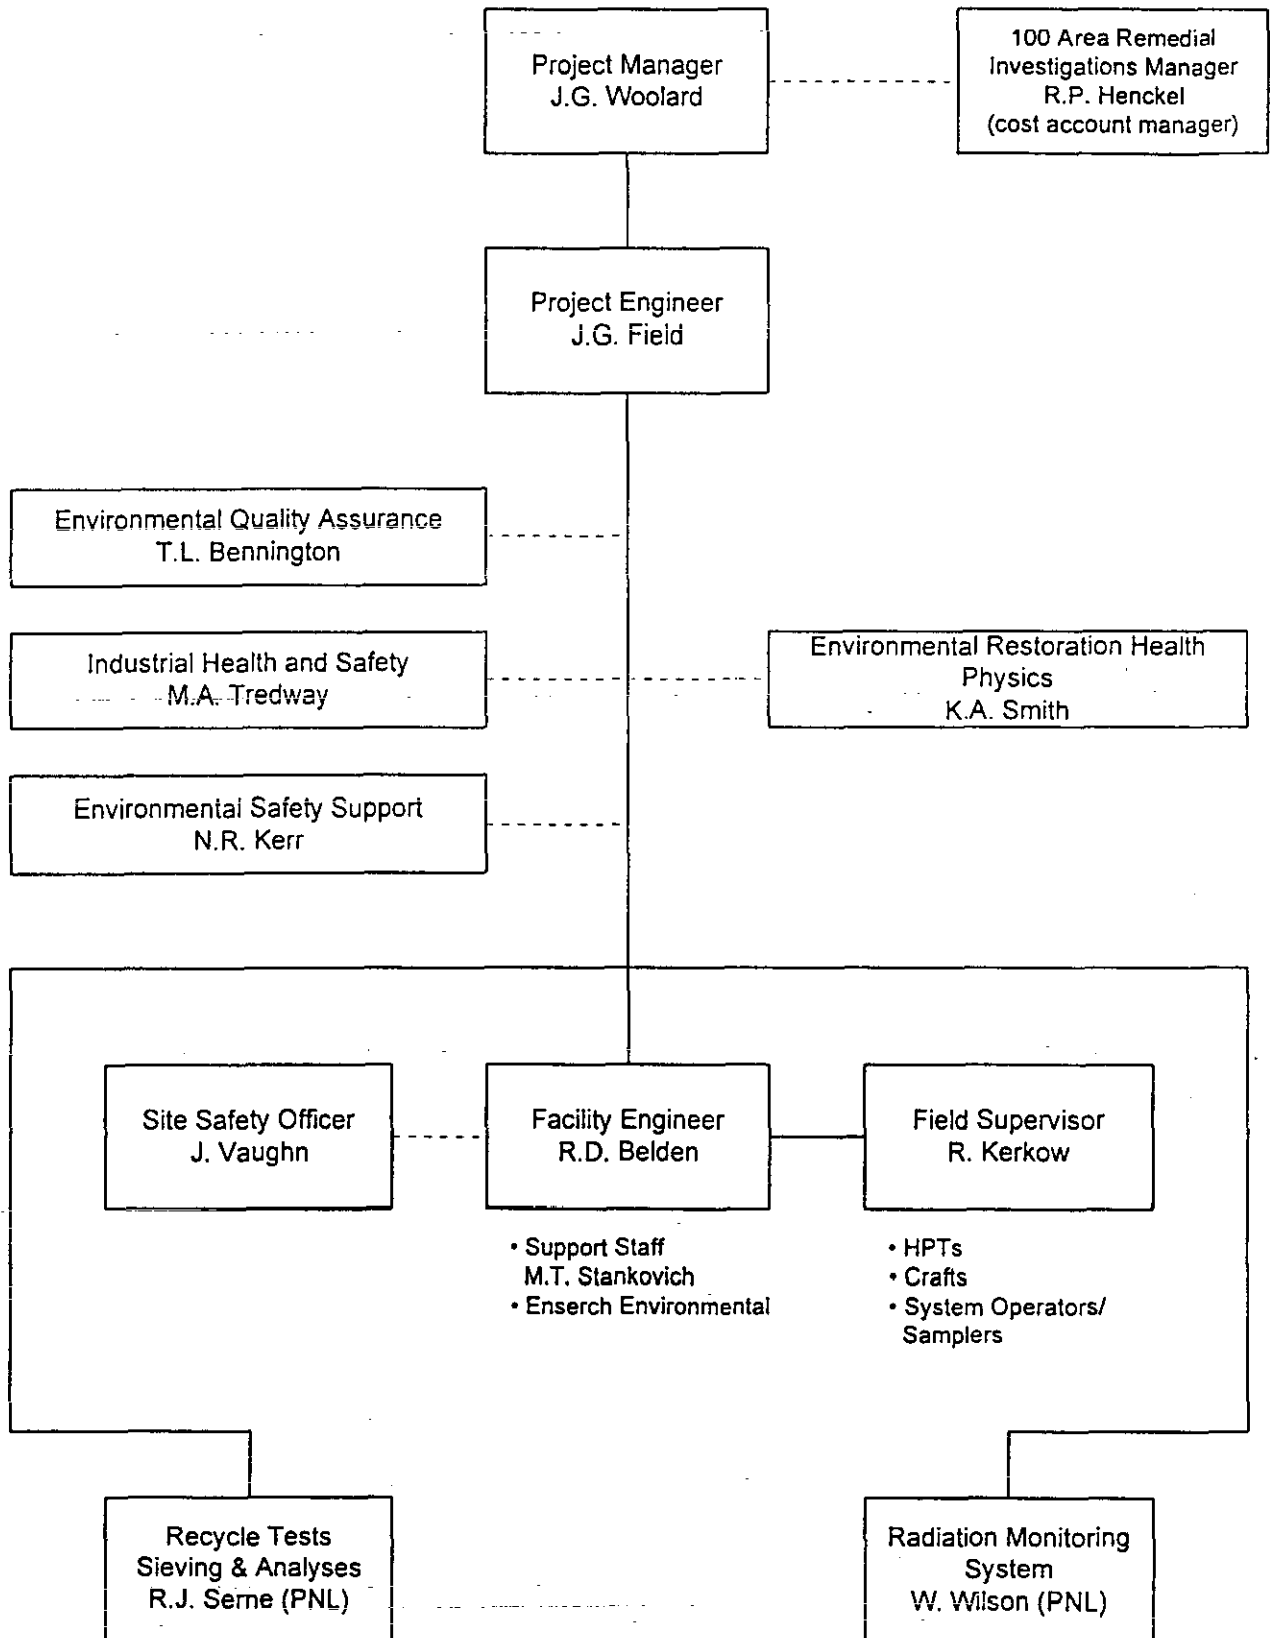 Project Manager
J.G. Woolard
100 Area Remedial
Investigations Manager
R.P. Henckel
(cost account manager)
Project Engineer
J.G. Field
Environmental Quality Assurance
T.L. Bennington
Industrial Health and Safety
M.A. Tredway
Environmental Restoration Health
Physics
K.A. Smith
Environmental Safety Support
N.R. Kerr
Site Safety Officer
J. Vaughn
Facility Engineer
R.D. Belden
Field Supervisor
R. Kerkow
• Support Staff
M.T. Stankovich
• Enserch Environmental
• HPTs
• Crafts
• System Operators/
Samplers
Recycle Tests
Sieving & Analyses
R.J. Serne (PNL)
Radiation Monitoring
System
W. Wilson (PNL)